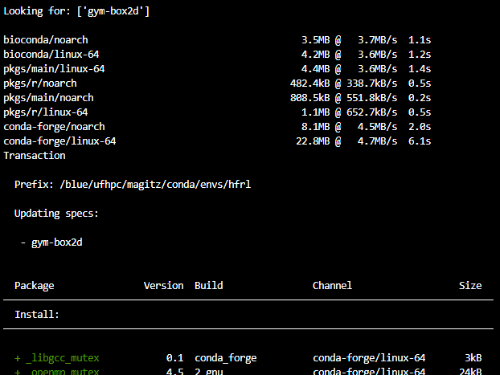 Looking for: ['gym-box2d']
bioconda/noarch 3.5MB @ 3.7MB/s 1.1s
bioconda/linux-64 4.2MB @ 3.6MB/s 1.2s
pkgs/main/linux-64 4.4MB @ 3.6MB/s 1.4s
pkgs/r/noarch 482.4kB @ 338.7kB/s 0.5s
pkgs/main/noarch 808.5kB @ 551.8kB/s 0.2s
pkgs/r/linux-64 1.1MB @ 652.7kB/s 0.5s
conda-forge/noarch 8.1MB @ 4.5MB/s 2.0s
conda-forge/linux-64 22.8MB @ 4.7MB/s 6.1s
Transaction
Prefix: /blue/ufhpc/magitz/conda/envs/hfrl
Updating specs:
- gym-box2d
Package Version Build Channel Size
Install:
+ _libgcc_mutex 0.1 conda_forge conda-forge/linux-64 3kB
+ _openmp_mutex 4.5 2_gnu conda-forge/linux-64 24kB